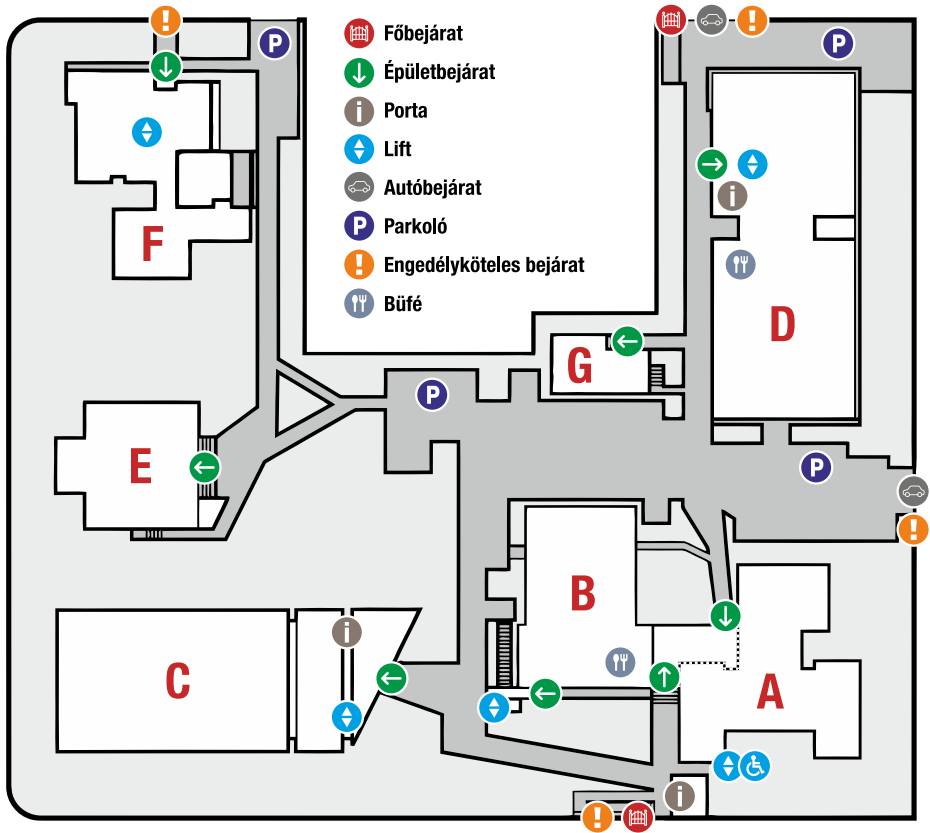 Főbejárat
Épületbejárat
i Porta
Lift
Autóbejárat
P Parkoló
! Engedélyköteles bejárat
Büfé
!
!
P
P
i
F
D
G
P
E
P
!
B
i
C
A
i
!